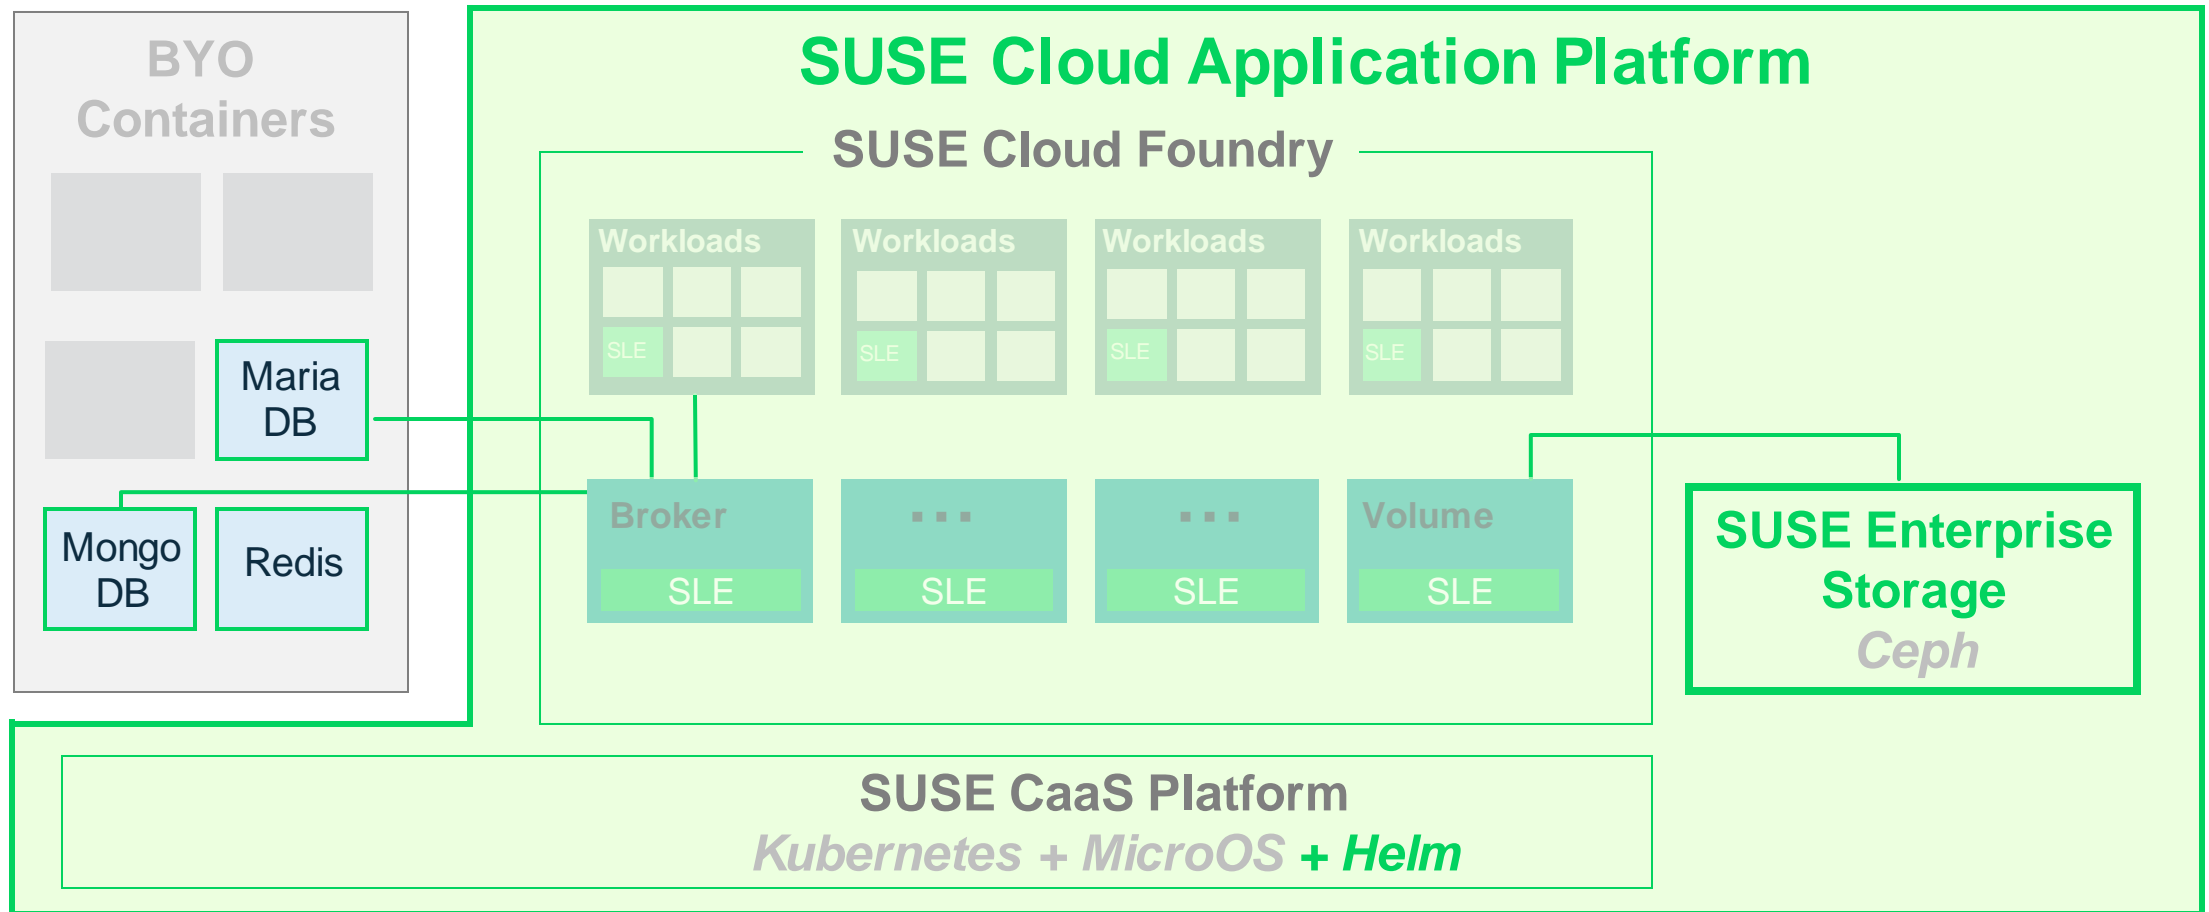 BYO
Containers
Maria
DB
Mongo
DB
Redis
SUSE Cloud Application Platform
SUSE Cloud Foundry
Workloads
SLE
Workloads
SLE
Workloads
SLE
Workloads
SLE
Broker
SLE
...
SLE
...
SLE
Volume
SLE
SUSE Enterprise
Storage
Ceph
SUSE CaaS Platform
Kubernetes + MicroOS + Helm